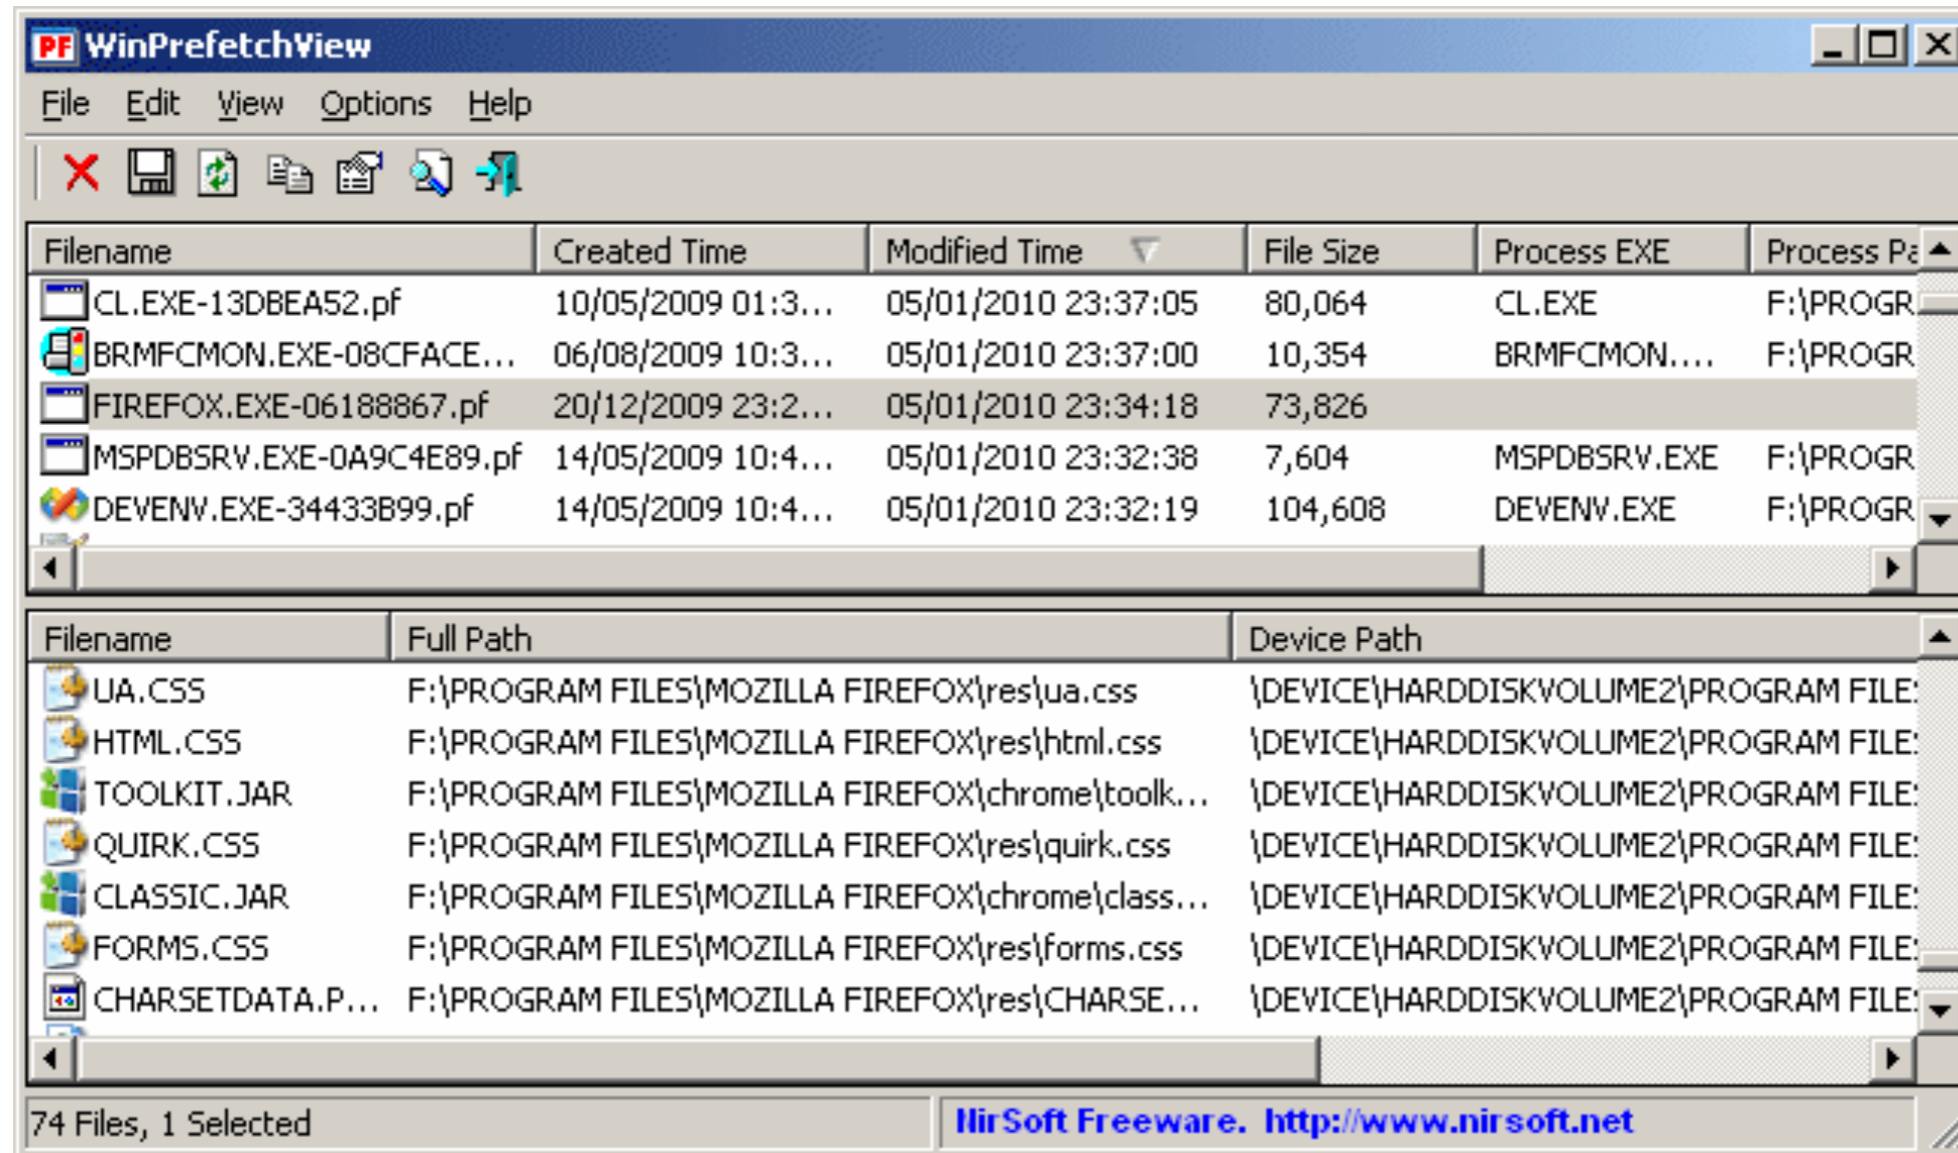 PF WinPrefetchView
File Edit View Options Help
Filename Created Time Modified Time File Size Process EXE Process Pa
CL.EXE-13DBEA52.pf 10/05/2009 01:3... 05/01/2010 23:37:05 80,064 CL.EXE F:\PROGR
BRMFCMON.EXE-08CFACE... 06/08/2009 10:3... 05/01/2010 23:37:00 10,354 BRMFCMON.... F:\PROGR
FIREFOX.EXE-06188867.pf 20/12/2009 23:2... 05/01/2010 23:34:18 73,826
MSPDBSRV.EXE-0A9C4E89.pf 14/05/2009 10:4... 05/01/2010 23:32:38 7,604 MSPDBSRV.EXE F:\PROGR
DEVENV.EXE-34433B99.pf 14/05/2009 10:4... 05/01/2010 23:32:19 104,608 DEVENV.EXE F:\PROGR
Filename Full Path Device Path
UA.CSS F:\PROGRAM FILES\MOZILLA FIREFOX\res\ua.css \DEVICE\HARDDISKVOLUME2\PROGRAM FILES
HTML.CSS F:\PROGRAM FILES\MOZILLA FIREFOX\res\html.css \DEVICE\HARDDISKVOLUME2\PROGRAM FILES
TOOLKIT.JAR F:\PROGRAM FILES\MOZILLA FIREFOX\chrome\toolk... \DEVICE\HARDDISKVOLUME2\PROGRAM FILES
QUIRK.CSS F:\PROGRAM FILES\MOZILLA FIREFOX\res\quirk.css \DEVICE\HARDDISKVOLUME2\PROGRAM FILES
CLASSIC.JAR F:\PROGRAM FILES\MOZILLA FIREFOX\chrome\class... \DEVICE\HARDDISKVOLUME2\PROGRAM FILES
FORMS.CSS F:\PROGRAM FILES\MOZILLA FIREFOX\res\forms.css \DEVICE\HARDDISKVOLUME2\PROGRAM FILES
CHARSETDATA.P... F:\PROGRAM FILES\MOZILLA FIREFOX\res\CHARSE... \DEVICE\HARDDISKVOLUME2\PROGRAM FILES
74 Files, 1 Selected NirSoft Freeware. http://www.nirsoft.net